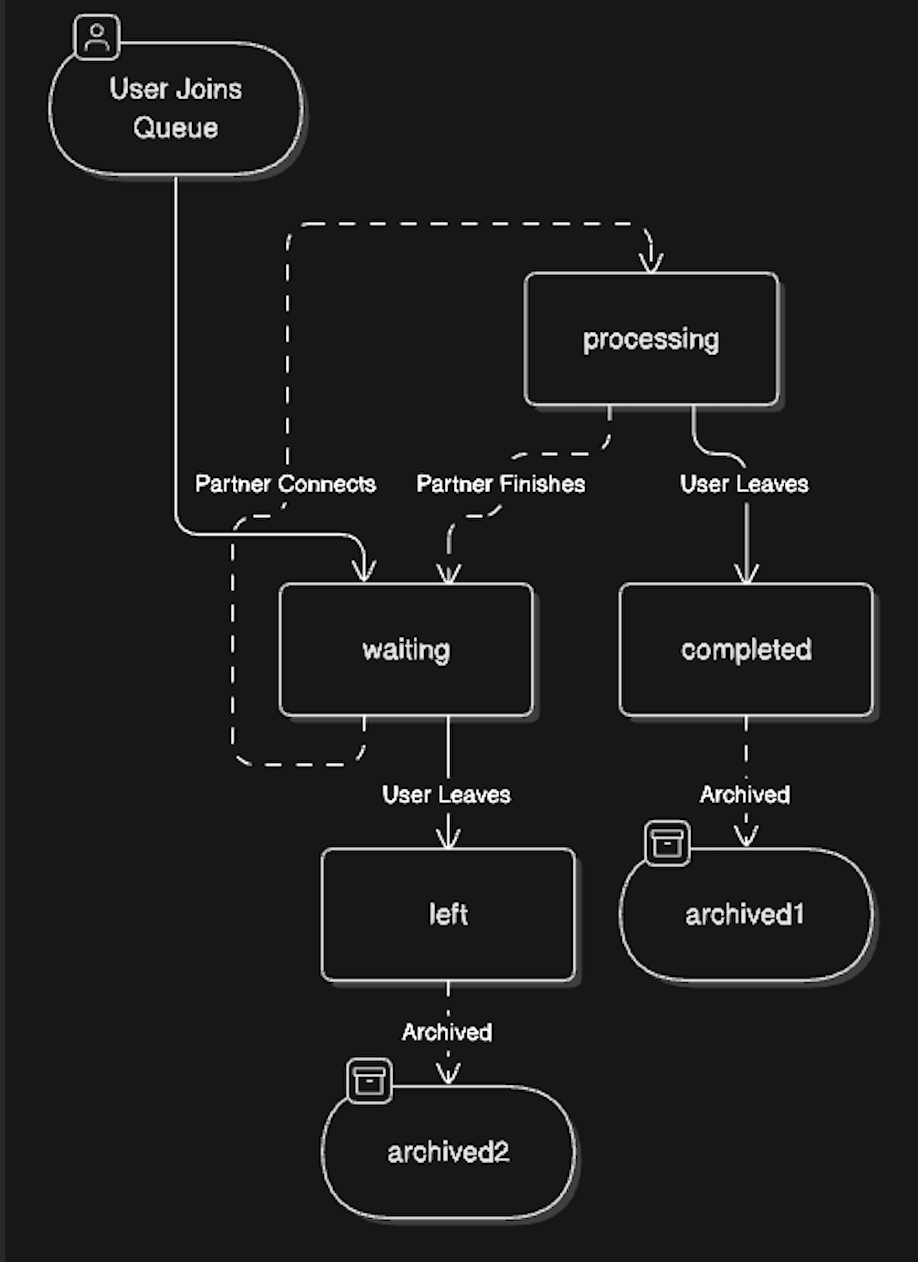 User Joins
Queue
processing
Partner Connects
Partner Finishes
User Leaves
waiting
completed
User Leaves
Archived
left
archived1
Archived
archived2